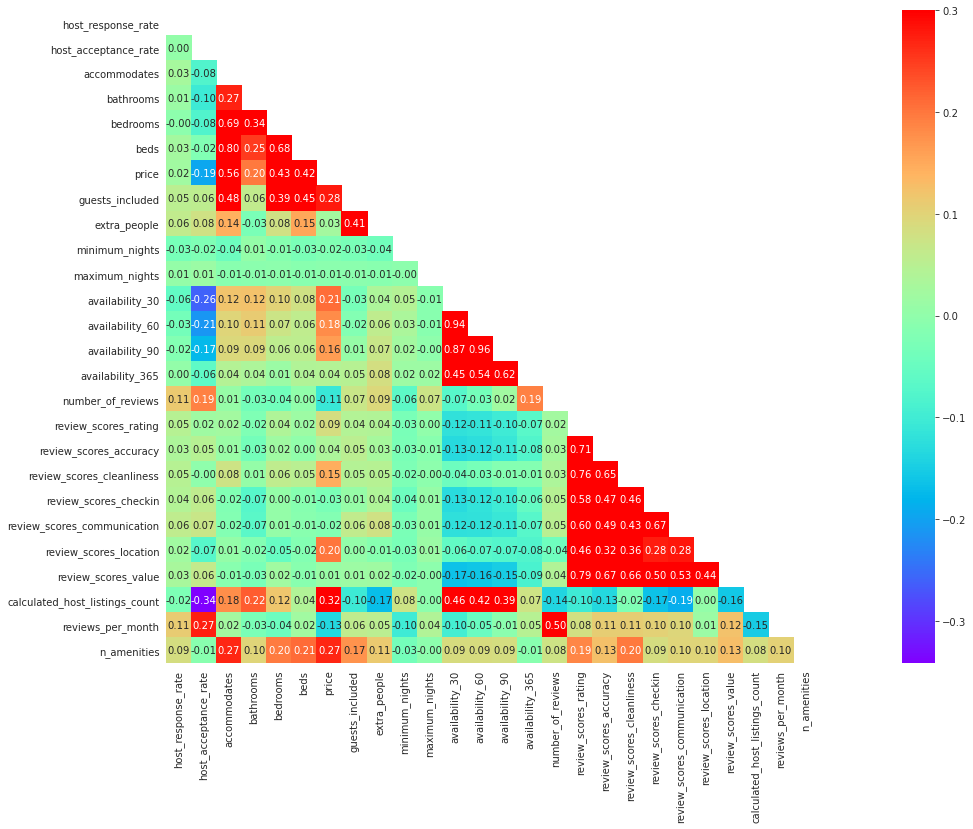 host_response_rate
host_acceptance_rate 0.00
accommodates 0.03 -0.08
bathrooms 0.01 -0.10 0.27
bedrooms -0.00 -0.08 0.69 0.34
beds 0.03 -0.02 0.80 0.25 0.68
price 0.02 -0.19 0.56 0.20 0.43 0.42
guests_included 0.05 0.06 0.48 0.06 0.39 0.45 0.28
extra_people 0.06 0.08 0.14 -0.03 0.08 0.15 0.03 0.41
minimum_nights -0.03 -0.02 -0.04 0.01 -0.01 -0.03 -0.02 -0.03 -0.04
maximum_nights 0.01 0.01 -0.01 -0.01 -0.01 -0.01 -0.01 -0.01 -0.01 -0.00
availability_30 -0.06 -0.26 0.12 0.12 0.10 0.08 0.21 -0.03 0.04 0.05 -0.01
availability_60 -0.03 -0.21 0.10 0.11 0.07 0.06 0.18 -0.02 0.06 0.03 -0.01 0.94
availability_90 -0.02 -0.17 0.09 0.09 0.06 0.06 0.16 0.01 0.07 0.02 -0.00 0.87 0.96
availability_365 0.00 -0.06 0.04 0.04 0.01 0.04 0.04 0.05 0.08 0.02 0.02 0.45 0.54 0.62
number_of_reviews 0.11 0.19 0.01 -0.03 -0.04 0.00 -0.11 0.07 0.09 -0.06 0.07 -0.07 -0.03 0.02 0.19
review_scores_rating 0.05 0.02 0.02 -0.02 0.04 0.02 0.09 0.04 0.04 -0.03 0.00 -0.12 -0.11 -0.10 -0.07 0.02
review_scores_accuracy 0.03 0.05 0.01 -0.03 0.02 0.00 0.04 0.05 0.03 -0.03 -0.01 -0.13 -0.12 -0.11 -0.08 0.03 0.71
review_scores_cleanliness 0.05 -0.00 0.08 0.01 0.06 0.05 0.15 0.05 0.05 -0.02 -0.00 -0.04 -0.03 -0.01 -0.01 0.03 0.76 0.65
review_scores_checkin 0.04 0.06 -0.02 -0.07 0.00 -0.01 -0.03 0.01 0.04 -0.04 0.01 -0.13 -0.12 -0.10 -0.06 0.05 0.58 0.47 0.46
review_scores_communication 0.06 0.07 -0.02 -0.07 0.01 -0.01 -0.02 0.06 0.08 -0.03 0.01 -0.12 -0.12 -0.11 -0.07 0.05 0.60 0.49 0.43 0.67
review_scores_location 0.02 -0.07 0.01 -0.02 -0.05 -0.02 0.20 0.00 -0.01 -0.03 0.01 -0.06 -0.07 -0.07 -0.08 -0.04 0.46 0.32 0.36 0.28 0.28
review_scores_value 0.03 0.06 -0.01 -0.03 0.02 -0.01 0.01 0.01 0.02 -0.02 -0.00 -0.17 -0.16 -0.15 -0.09 0.04 0.79 0.67 0.66 0.50 0.53 0.44
calculated_host_listings_count -0.02 -0.34 0.18 0.22 0.12 0.04 0.32 -0.10 -0.17 0.08 -0.00 0.46 0.42 0.39 0.07 -0.14 -0.10 -0.13 -0.02 -0.17 -0.19 0.00 -0.16
reviews_per_month 0.11 0.27 0.02 -0.03 -0.04 0.02 -0.13 0.06 0.05 -0.10 0.04 -0.10 -0.05 -0.01 0.05 0.50 0.08 0.11 0.11 0.10 0.10 0.01 0.12 -0.15
n_amenities 0.09 -0.01 0.27 0.10 0.20 0.21 0.27 0.17 0.11 -0.03 -0.00 0.09 0.09 0.09 -0.01 0.08 0.19 0.13 0.20 0.09 0.10 0.10 0.13 0.08 0.10
host_response_rate
host_acceptance_rate
accommodates
bathrooms
bedrooms
beds
price
guests_included
extra_people
minimum_nights
maximum_nights
availability_30
availability_60
availability_90
availability_365
number_of_reviews
review_scores_rating
review_scores_accuracy
review_scores_cleanliness
review_scores_checkin
review_scores_communication
review_scores_location
review_scores_value
calculated_host_listings_count
reviews_per_month
n_amenities
0.3
0.2
0.1
0.0
-0.1
-0.2
-0.3